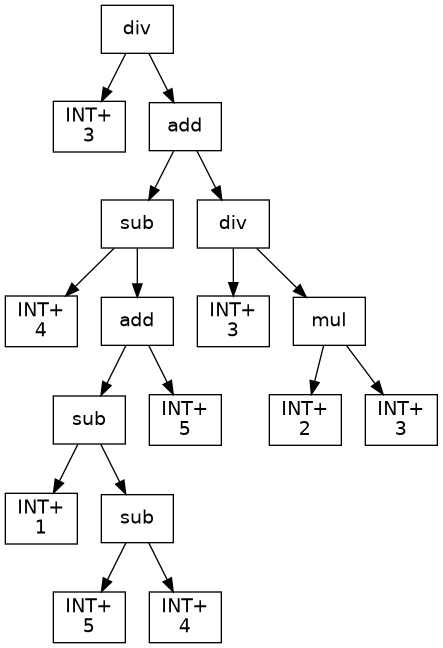 div
INT+
3
add
sub
div
INT+
4
add
INT+
3
mul
sub
INT+
5
INT+
2
INT+
3
INT+
1
sub
INT+
5
INT+
4